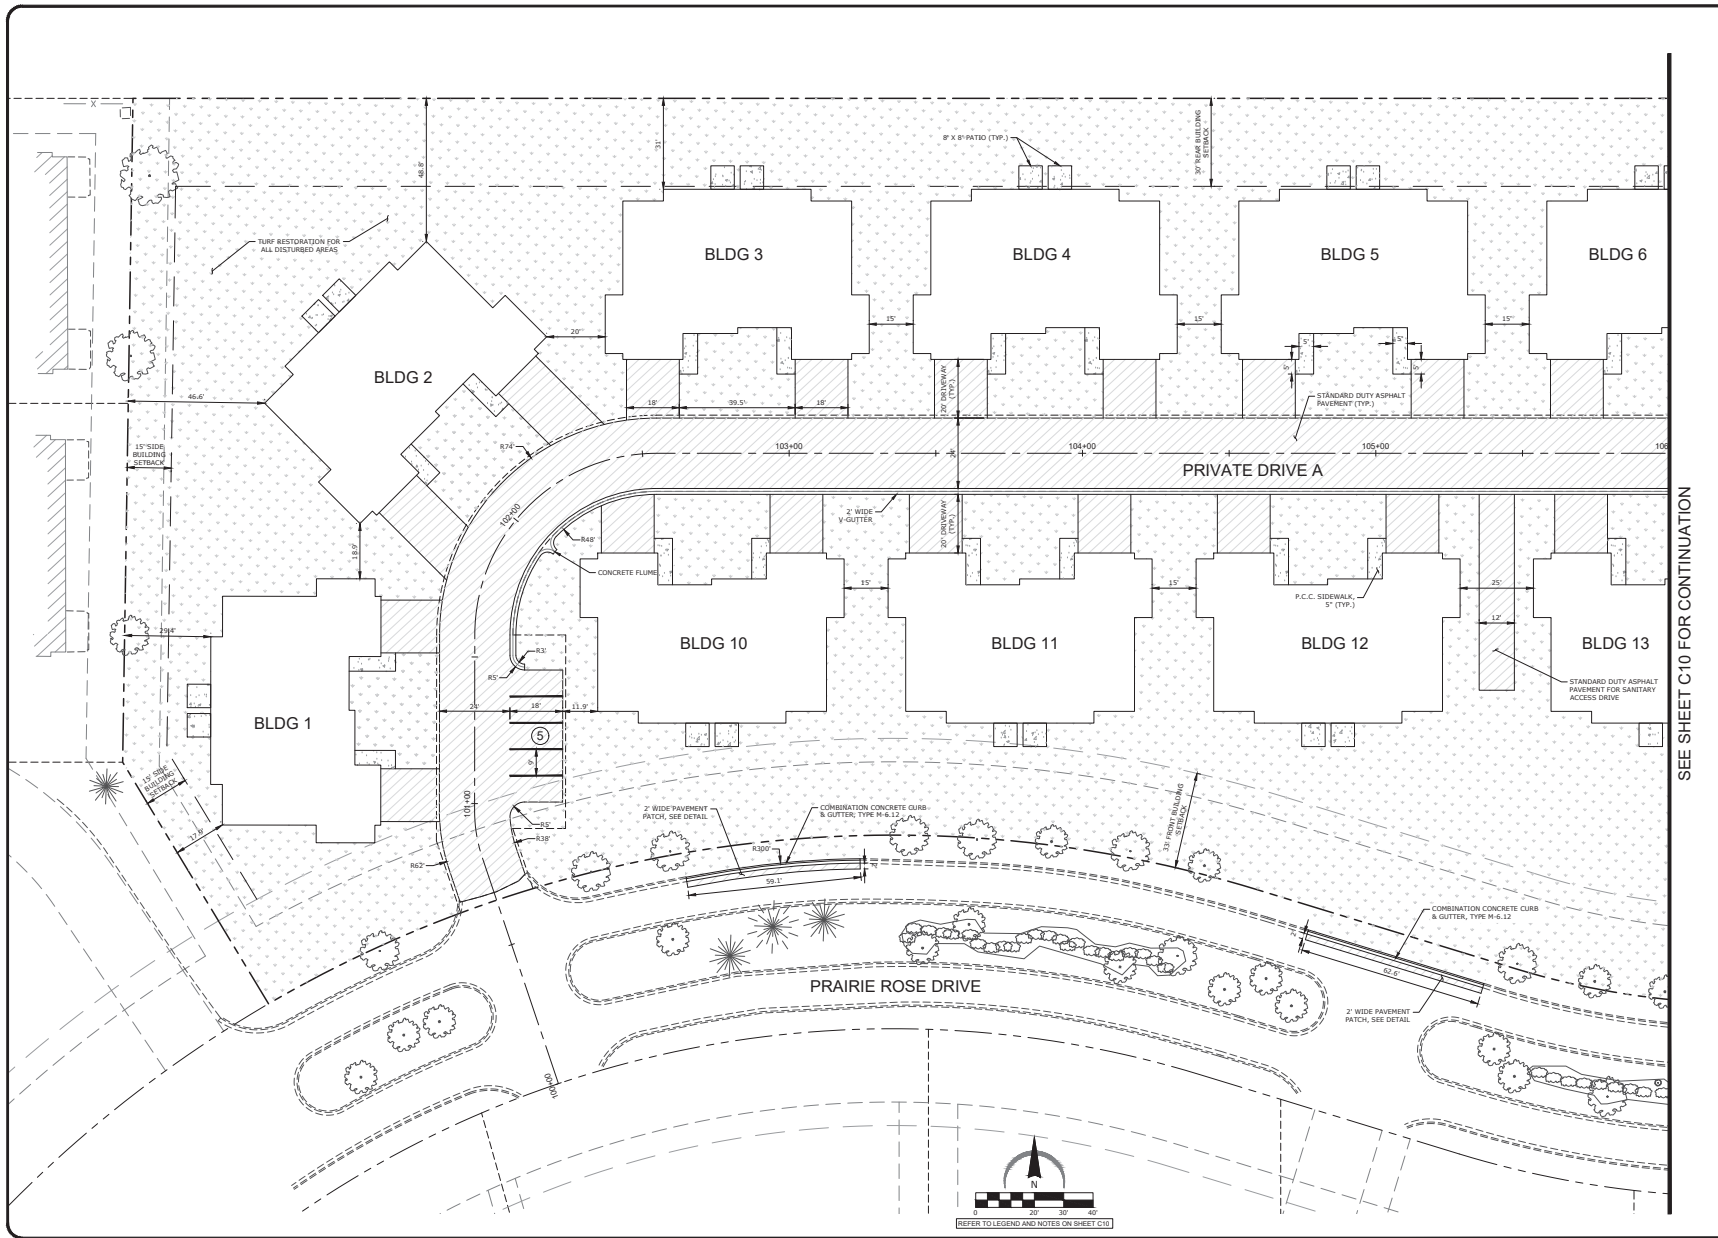 X
48.8'
31'
8' X 8' PATIO (TYP.)
30' REAR BUILDING
SETBACK
TURF RESTORATION FOR
ALL DISTURBED AREAS
BLDG 3
BLDG 4
BLDG 5
BLDG 6
20'
15'
15'
15'
5'
5'
5'
5'
BLDG 2
46.6'
18'
39.5'
18'
20' DRIVEWAY
(TYP.)
STANDARD DUTY ASPHALT
PAVEMENT (TYP.)
15' SIDE
BUILDING
SETBACK
R74'
103+00
104+00
105+00
106
24'
PRIVATE DRIVE A
102+00
2' WIDE
V-GUTTER
20' DRIVEWAY
(TYP.)
R48'
18.9'
CONCRETE FLUME
15'
15'
25'
P.C.C. SIDEWALK,
5" (TYP.)
12'
29.4'
BLDG 10
BLDG 11
BLDG 12
BLDG 13
R3'
R5'
STANDARD DUTY ASPHALT
PAVEMENT FOR SANITARY
ACCESS DRIVE
BLDG 1
24'
18'
11.9'
5
9'
15' SIDE
BUILDING
SETBACK
17.6'
101+00
R5'
R38'
R62'
2' WIDE PAVEMENT
PATCH, SEE DETAIL
COMBINATION CONCRETE CURB
& GUTTER, TYPE M-6.12
33' FRONT BUILDING
SETBACK
R300'
59.1'
2'
COMBINATION CONCRETE CURB
& GUTTER, TYPE M-6.12
2'
62.6'
2' WIDE PAVEMENT
PATCH, SEE DETAIL
PRAIRIE ROSE DRIVE
100+00
N
0
20'
30'
40'
REFER TO LEGEND AND NOTES ON SHEET C10
SEE SHEET C10 FOR CONTINUATION